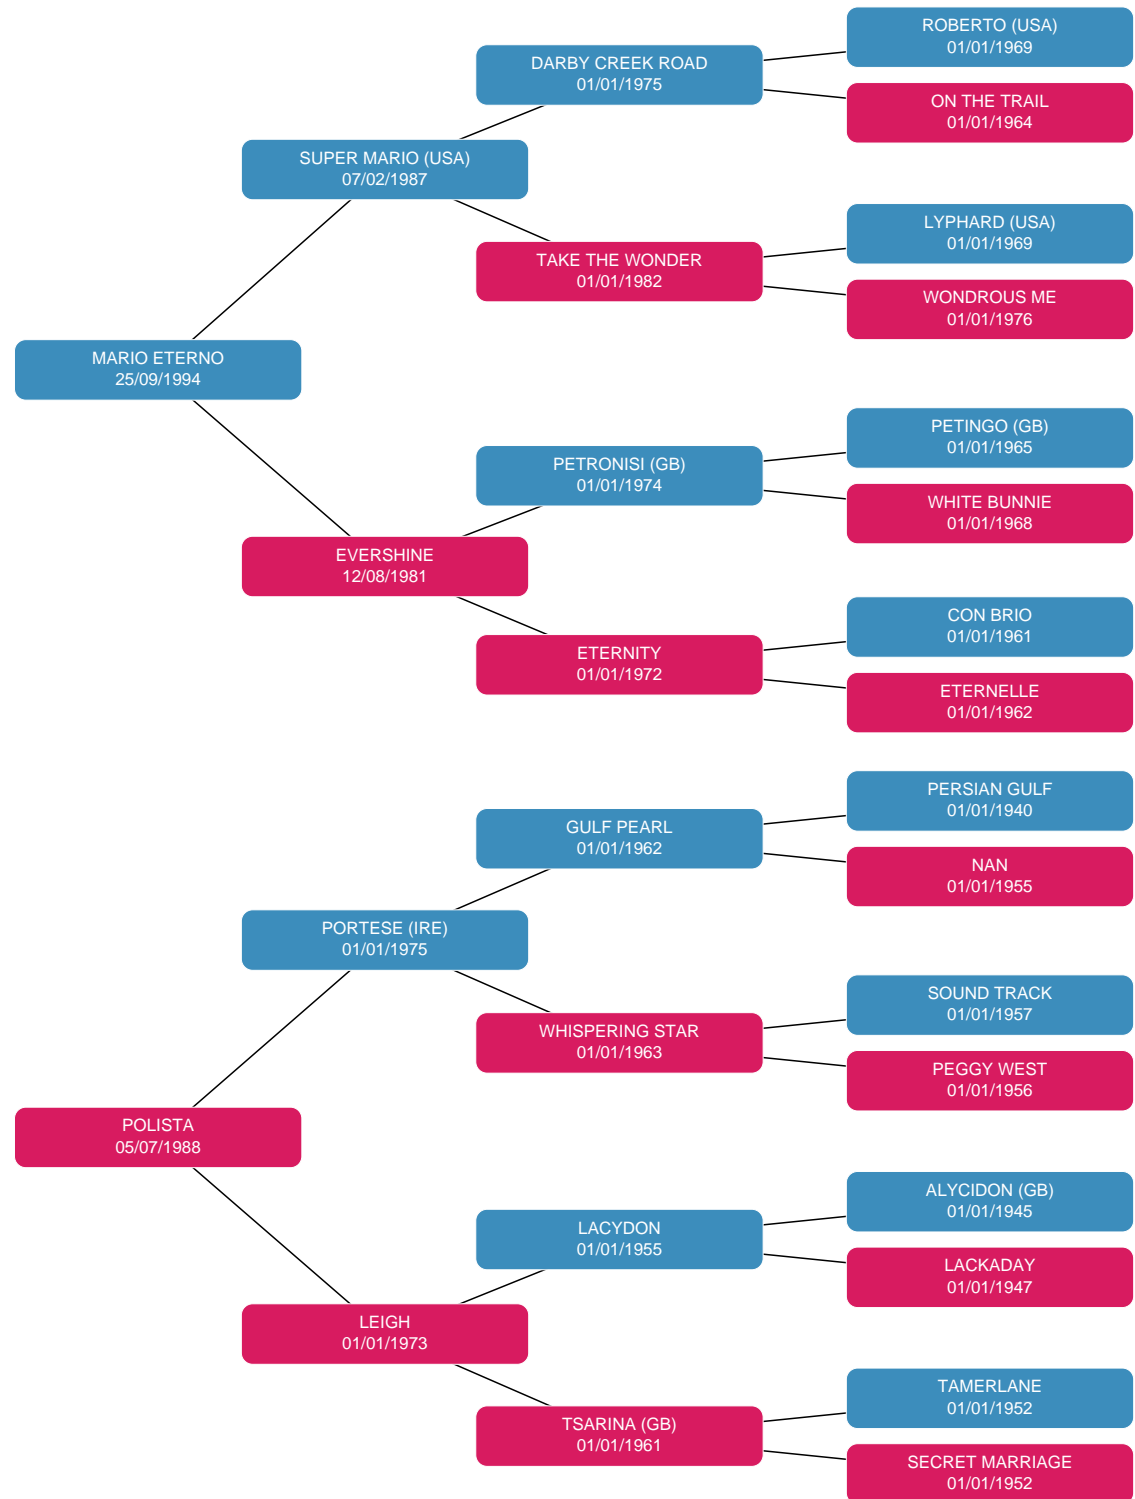 ROBERTO (USA)
01/01/1969
DARBY CREEK ROAD
01/01/1975
ON THE TRAIL
01/01/1964
SUPER MARIO (USA)
07/02/1987
LYPHARD (USA)
01/01/1969
TAKE THE WONDER
01/01/1982
WONDROUS ME
01/01/1976
MARIO ETERNO
25/09/1994
PETINGO (GB)
01/01/1965
PETRONISI (GB)
01/01/1974
WHITE BUNNIE
01/01/1968
EVERSHINE
12/08/1981
CON BRIO
01/01/1961
ETERNITY
01/01/1972
ETERNELLE
01/01/1962
PERSIAN GULF
01/01/1940
GULF PEARL
01/01/1962
NAN
01/01/1955
PORTESE (IRE)
01/01/1975
SOUND TRACK
01/01/1957
WHISPERING STAR
01/01/1963
PEGGY WEST
01/01/1956
POLISTA
05/07/1988
ALYCIDON (GB)
01/01/1945
LACYDON
01/01/1955
LACKADAY
01/01/1947
LEIGH
01/01/1973
TAMERLANE
01/01/1952
TSARINA (GB)
01/01/1961
SECRET MARRIAGE
01/01/1952